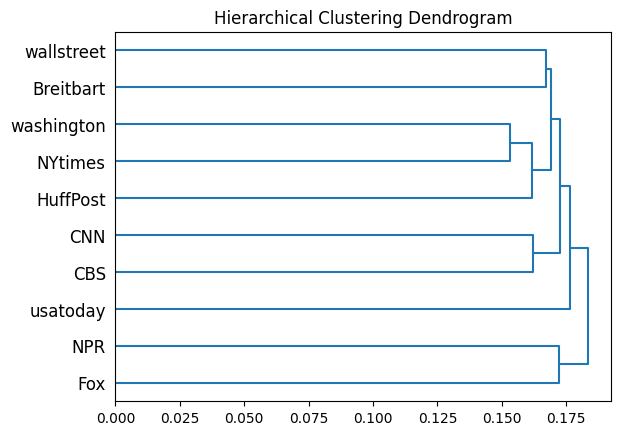 Hierarchical Clustering Dendrogram
wallstreet
Breitbart
washington
NYtimes
HuffPost
CNN
CBS
usatoday
NPR
Fox
0.000 0.025 0.050 0.075 0.100 0.125 0.150 0.175